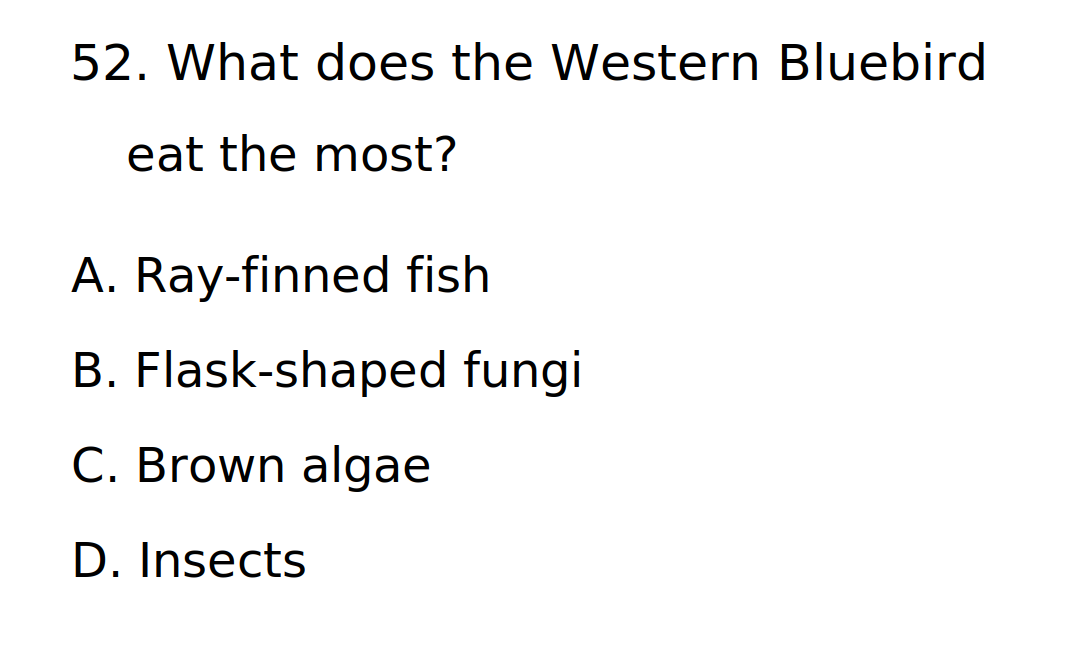 52. What does the Western Bluebird
eat the most?
A. Ray-finned fish
B. Flask-shaped fungi
C. Brown algae
D. Insects